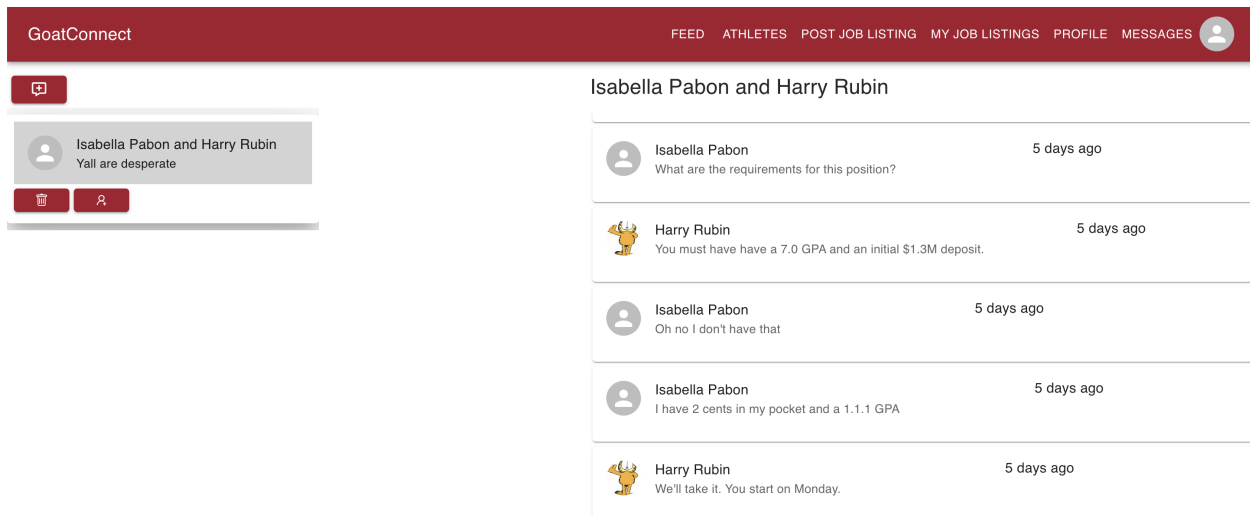 GoatConnect
FEED ATHLETES POST JOB LISTING MY JOB LISTINGS PROFILE MESSAGES
Isabella Pabon and Harry Rubin
Yall are desperate
Isabella Pabon and Harry Rubin
Isabella Pabon 5 days ago
What are the requirements for this position?
Harry Rubin 5 days ago
You must have have a 7.0 GPA and an initial $1.3M deposit.
Isabella Pabon 5 days ago
Oh no I don't have that
Isabella Pabon 5 days ago
I have 2 cents in my pocket and a 1.1.1 GPA
Harry Rubin 5 days ago
We'll take it. You start on Monday.